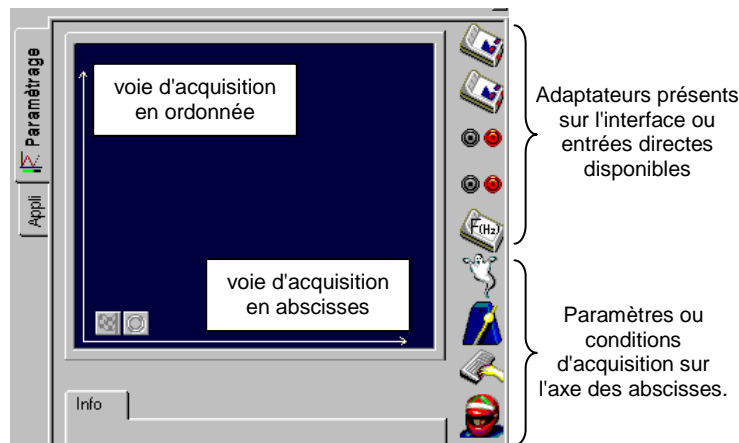 Paramètrage
Appli
voie d'acquisition
en ordonnée
voie d'acquisition
en abscisses
Info
F(Hz)
Adaptateurs présents
sur l'interface ou
entrées directes
disponibles
Paramètres ou
conditions
d'acquisition sur
l'axe des abscisses.